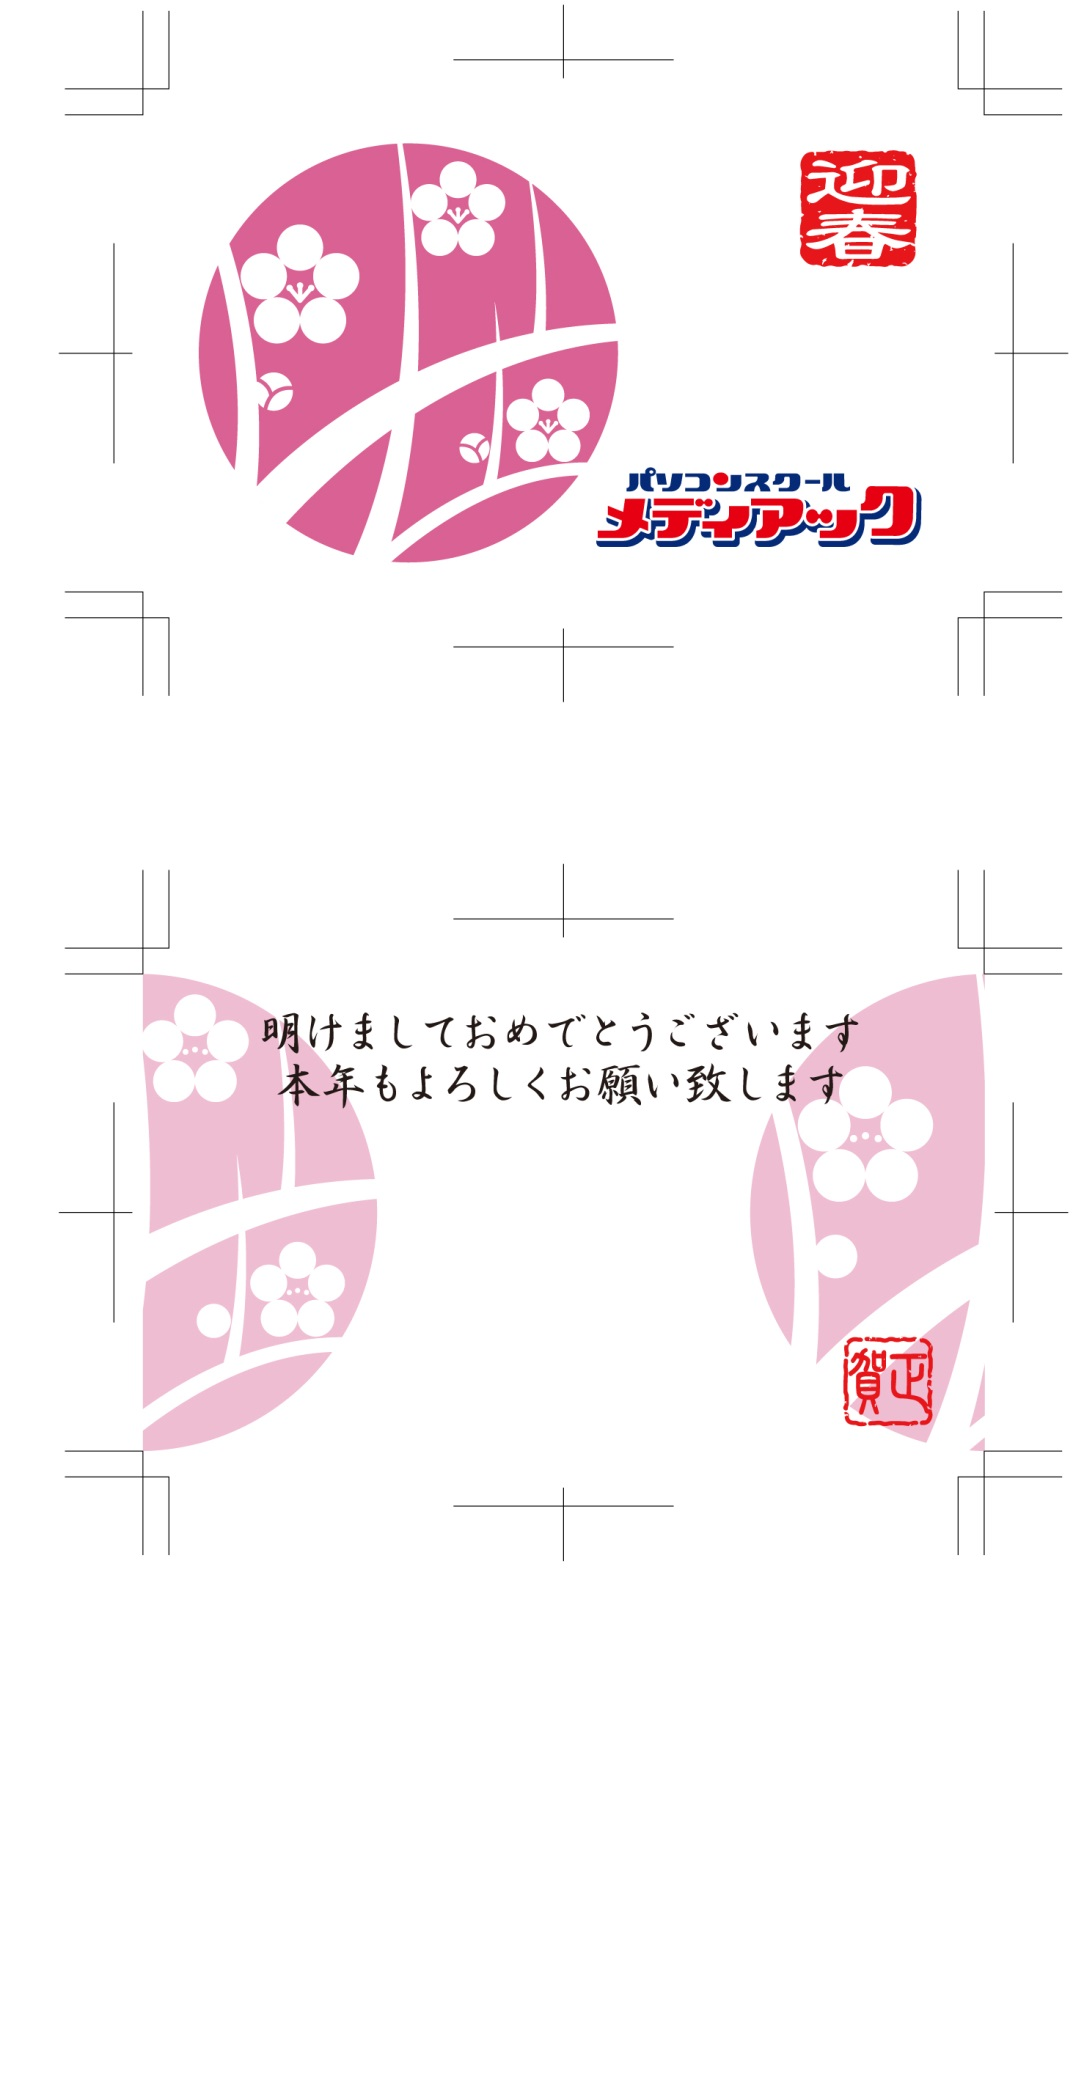 迎春
パソコンスクール
メディアック
明けましておめでとうございます
本年もよろしくお願い致します
賀正